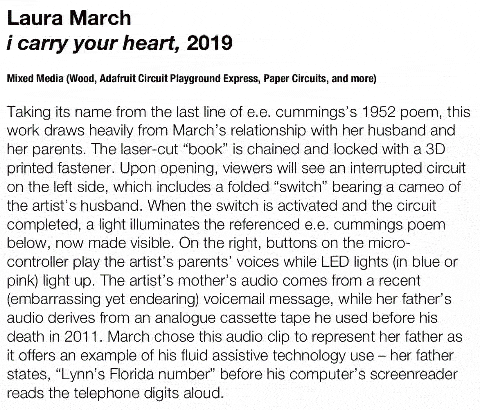 Laura March
i carry your heart, 2019
Mixed Media (Wood, Adafruit Circuit Playground Express, Paper Circuits, and more)
Taking its name from the last line of e.e. cummings's 1952 poem, this
work draws heavily from March's relationship with her husband and
her parents. The laser-cut "book" is chained and locked with a 3D
printed fastener. Upon opening, viewers will see an interrupted circuit
on the left side, which includes a folded "switch" bearing a cameo of
the artist's husband. When the switch is activated and the circuit
completed, a light illuminates the referenced e.e. cummings poem
below, now made visible. On the right, buttons on the micro-
controller play the artist's parents' voices while LED lights (in blue or
pink) light up. The artist's mother's audio comes from a recent
(embarrassing yet endearing) voicemail message, while her father's
audio derives from an analogue cassette tape he used before his
death in 2011. March chose this audio clip to represent her father as
it offers an example of his fluid assistive technology use – her father
states, "Lynn's Florida number" before his computer's screenreader
reads the telephone digits aloud.